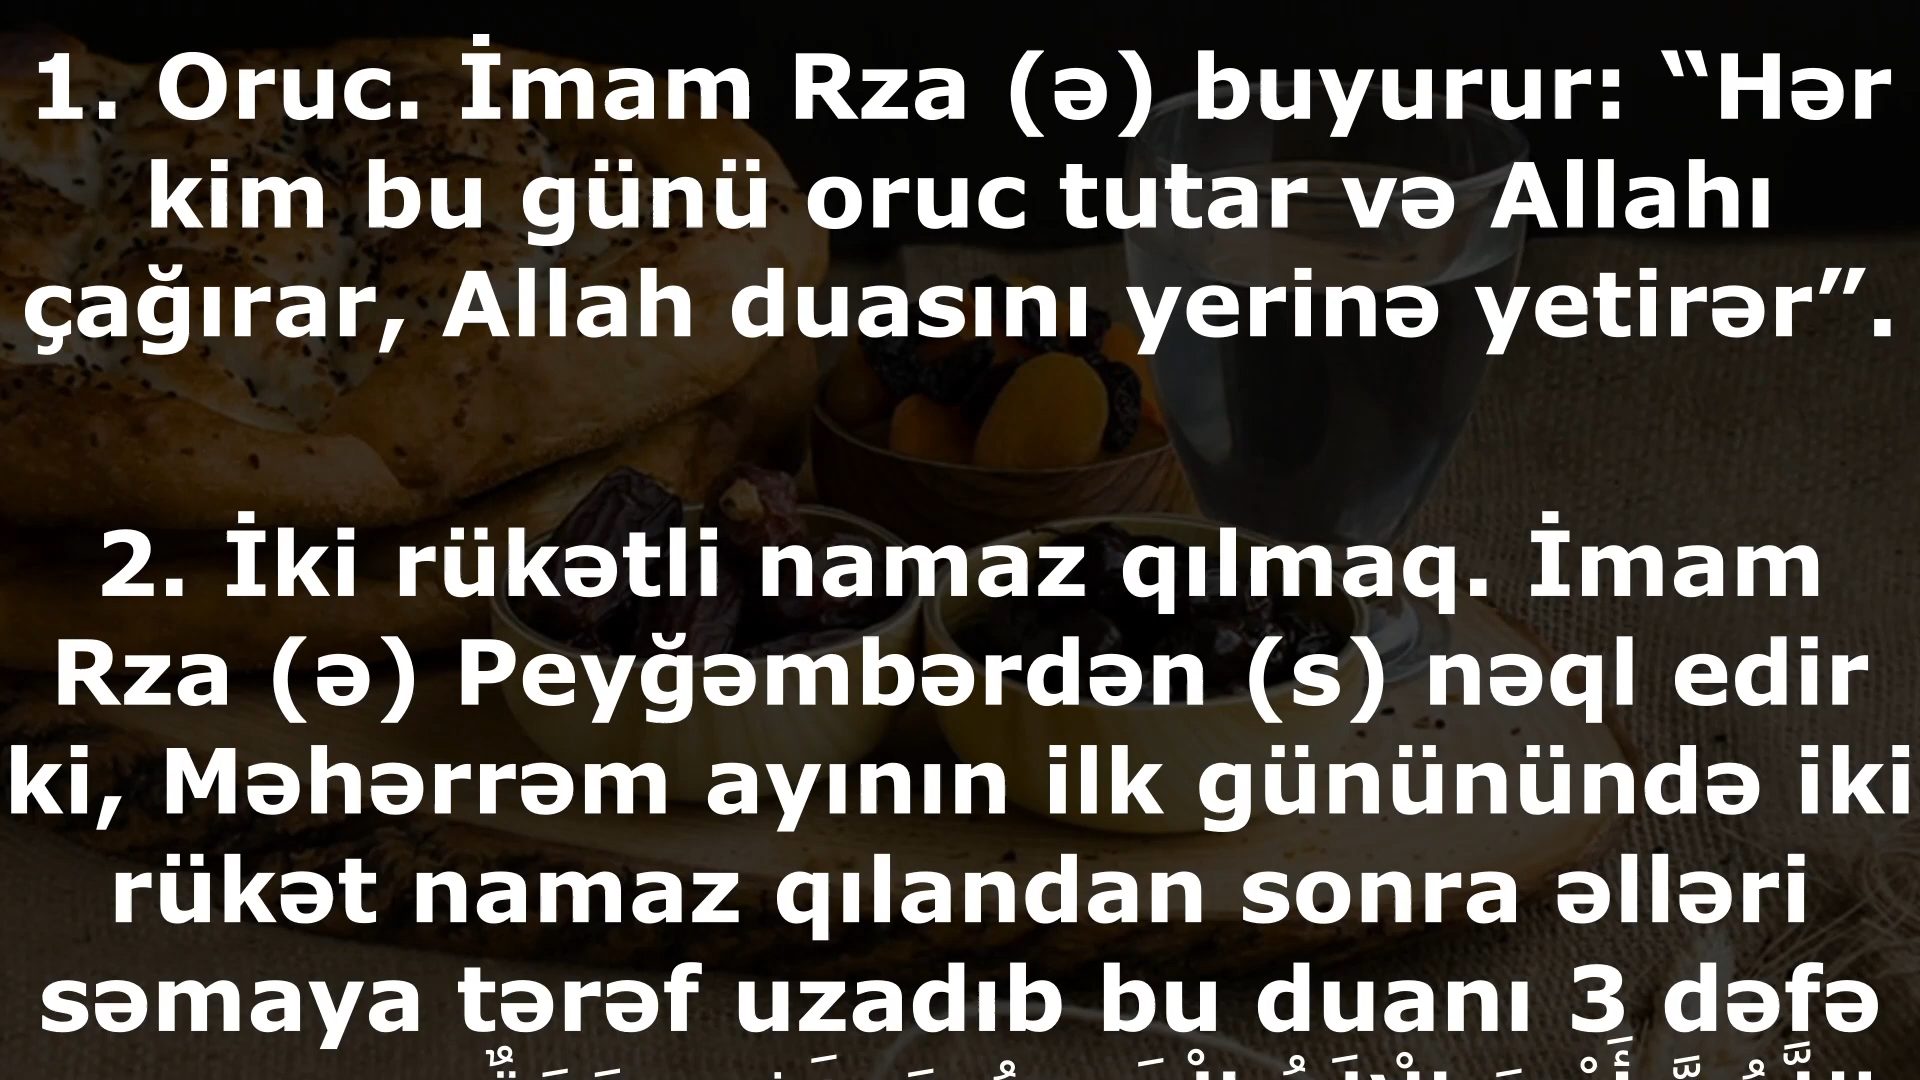 1. Oruc. İmam Rza (ə) buyurur: “Hər
kim bu günü oruc tutar və Allahı
çağırar, Allah duasını yerinə yetirər”.
2. İki rükətli namaz qılmaq. İmam
Rza (ə) Peyğəmbərdən (s) nəql edir
ki, Məhərrəm ayının ilk gününündə iki
rükət namaz qılandan sonra əlləri
səmaya tərəf uzadıb bu duanı 3 dəfə